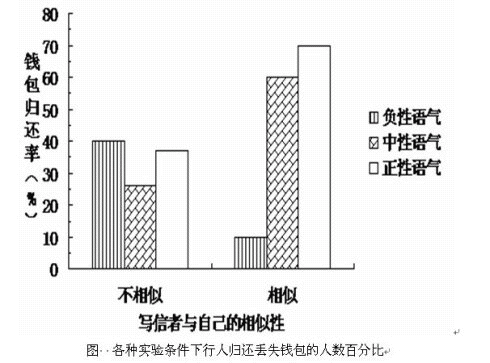 80
70
60
50
40
30
20
10
0
钱包归还率(%)
不相似 相似
写信者与自己的相似性
负性语气
中性语气
正性语气
图··各种实验条件下行人归还丢失钱包的人数百分比